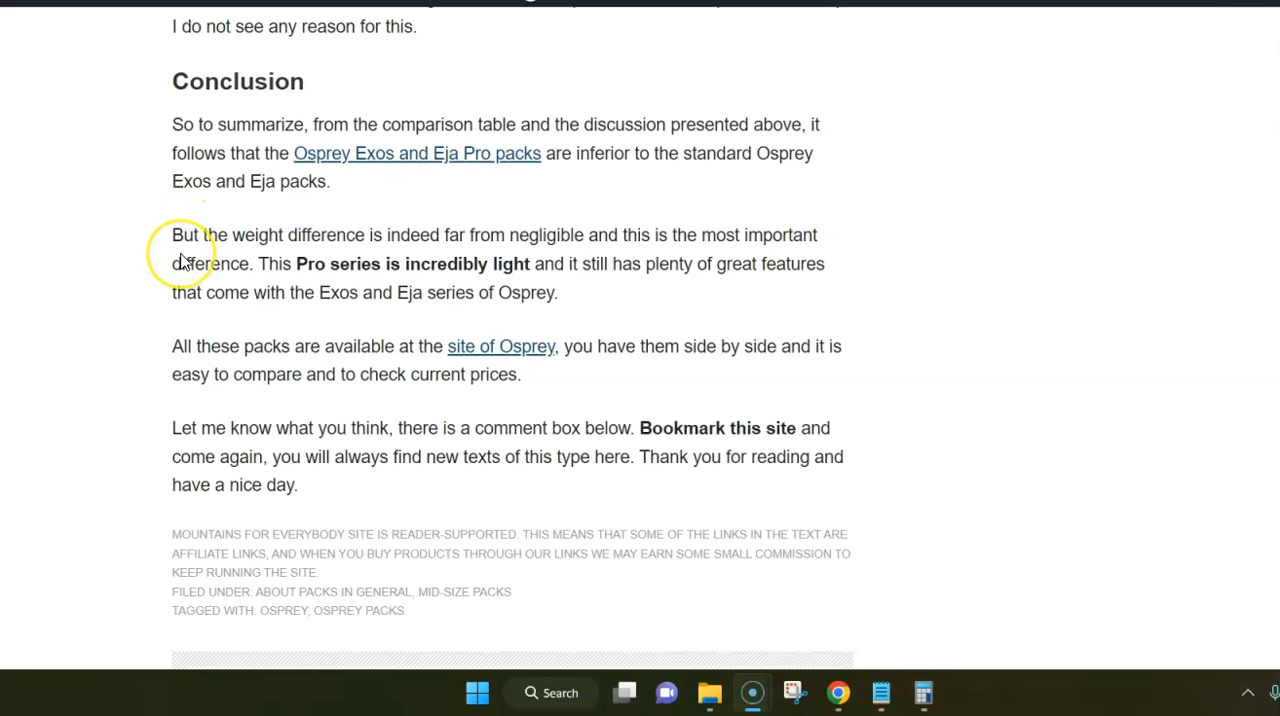 I do not see any reason for this.
Conclusion
So to summarize, from the comparison table and the discussion presented above, it
follows that the Osprey Exos and Eja Pro packs are inferior to the standard Osprey
Exos and Eja packs.
But the weight difference is indeed far from negligible and this is the most important
difference. This Pro series is incredibly light and it still has plenty of great features
that come with the Exos and Eja series of Osprey.
All these packs are available at the site of Osprey, you have them side by side and it is
easy to compare and to check current prices.
Let me know what you think, there is a comment box below. Bookmark this site and
come again, you will always find new texts of this type here. Thank you for reading and
have a nice day.
MOUNTAINS FOR EVERYBODY SITE IS READER-SUPPORTED. THIS MEANS THAT SOME OF THE LINKS IN THE TEXT ARE
AFFILIATE LINKS, AND WHEN YOU BUY PRODUCTS THROUGH OUR LINKS WE MAY EARN SOME SMALL COMMISSION TO
KEEP RUNNING THE SITE.
FILED UNDER: ABOUT PACKS IN GENERAL, MID-SIZE PACKS
TAGGED WITH: OSPREY, OSPREY PACKS
Search